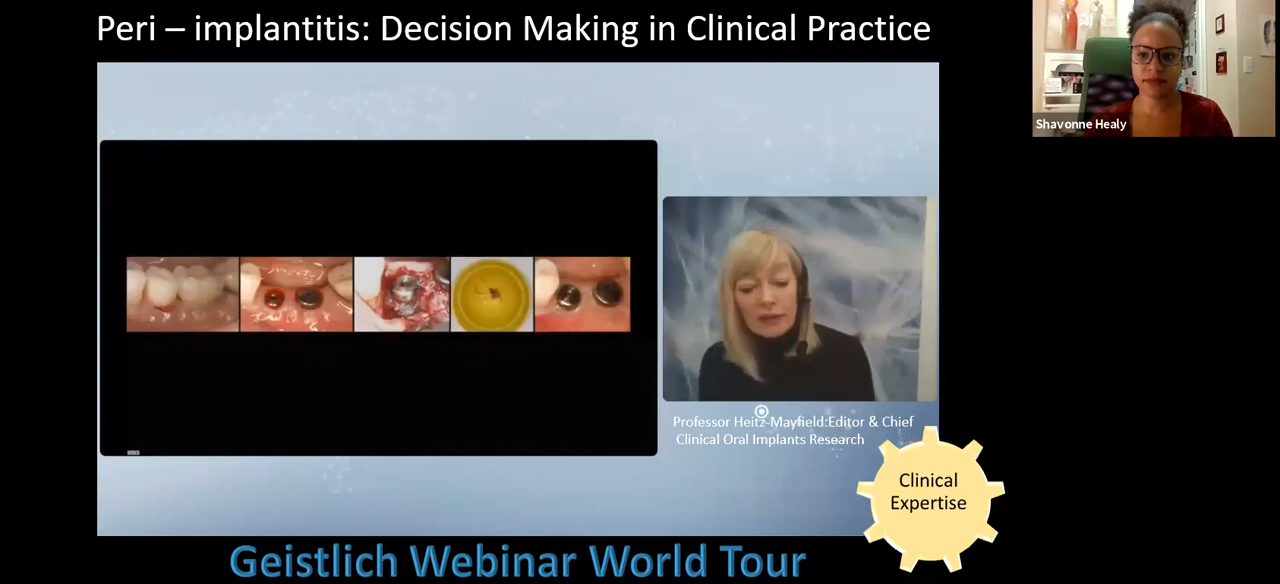 Peri – implantitis: Decision Making in Clinical Practice
Shavonne Healy
Professor Heitz-Mayfield:Editor & Chief
Clinical Oral Implants Research
Clinical
Expertise
Geistlich Webinar World Tour